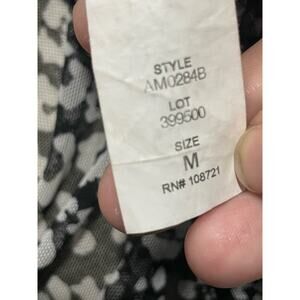 STYLE
AM0284B
LOT
399500
SIZE
M
RN# 108721